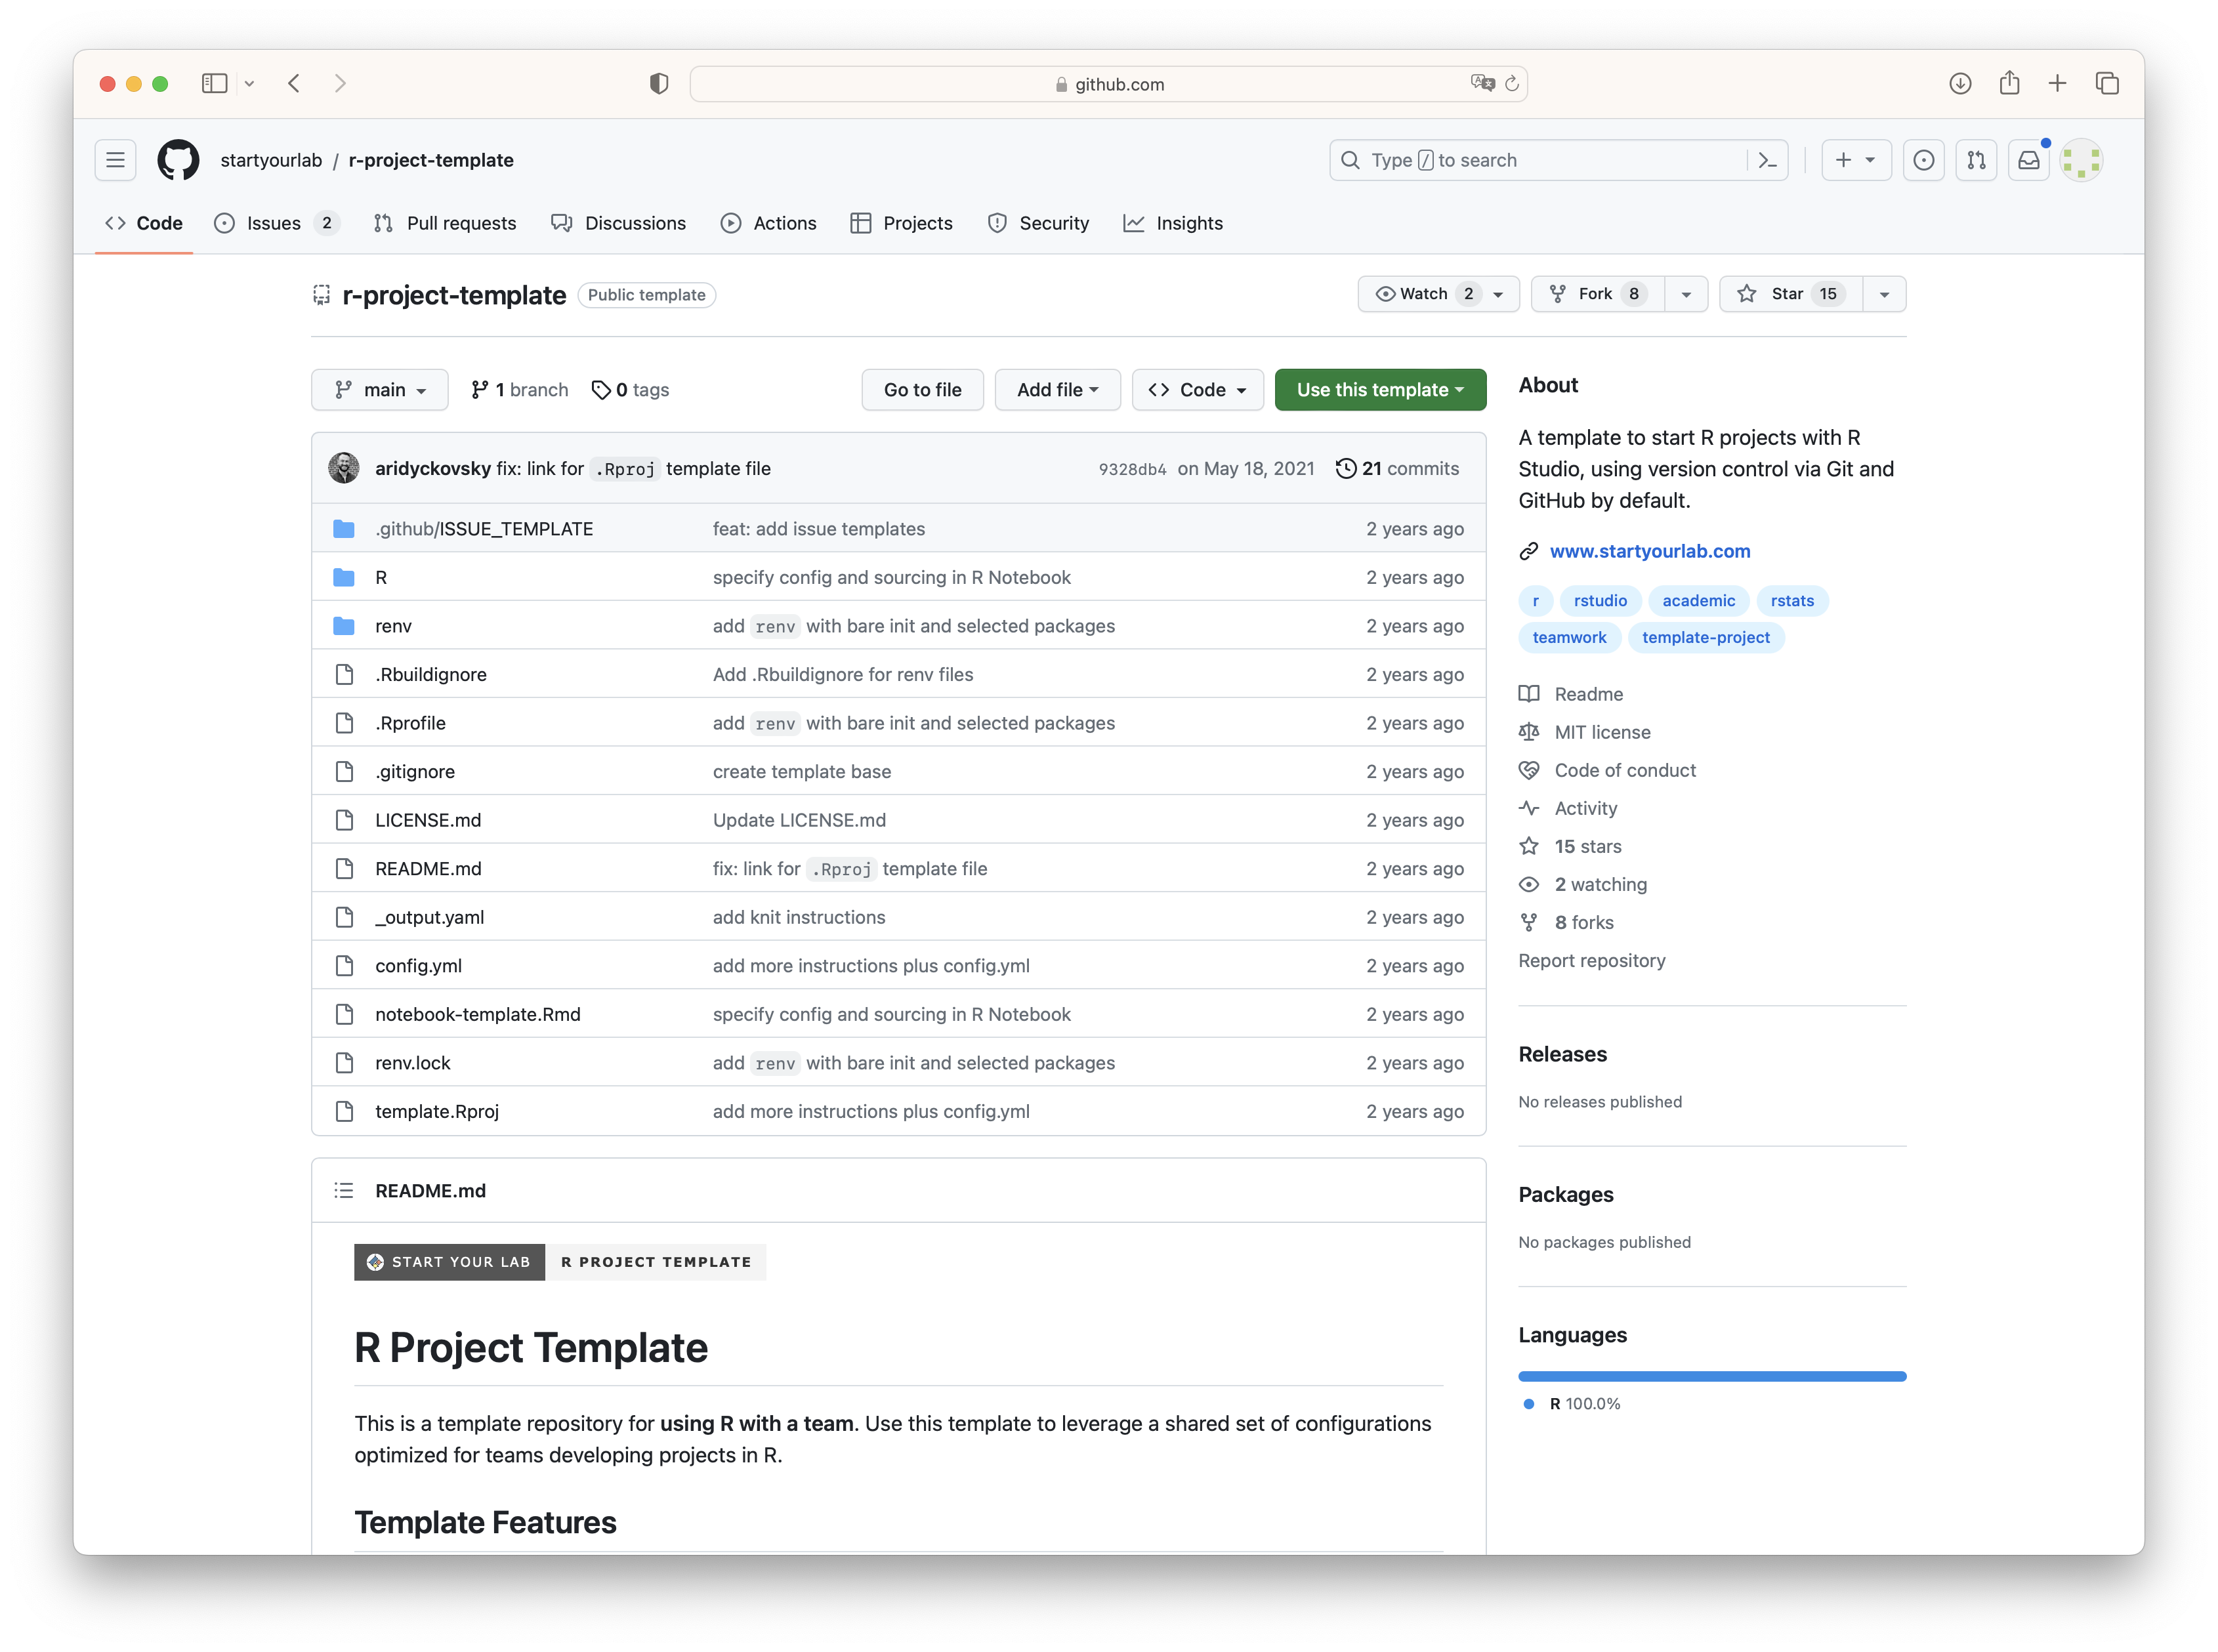 github.com
startyourlab / r-project-template
Type / to search
Code
Issues 2
Pull requests
Discussions
Actions
Projects
Security
Insights
r-project-template Public template
Watch 2
Fork 8
Star 15
main
1 branch
0 tags
Go to file
Add file
Code
Use this template
aridyckovsky fix: link for .Rproj template file 9328db4 on May 18, 2021 21 commits
.github/ISSUE_TEMPLATE feat: add issue templates 2 years ago
R specify config and sourcing in R Notebook 2 years ago
renv add renv with bare init and selected packages 2 years ago
.Rbuildignore Add .Rbuildignore for renv files 2 years ago
.Rprofile add renv with bare init and selected packages 2 years ago
.gitignore create template base 2 years ago
LICENSE.md Update LICENSE.md 2 years ago
README.md fix: link for .Rproj template file 2 years ago
_output.yaml add knit instructions 2 years ago
config.yml add more instructions plus config.yml 2 years ago
notebook-template.Rmd specify config and sourcing in R Notebook 2 years ago
renv.lock add renv with bare init and selected packages 2 years ago
template.Rproj add more instructions plus config.yml 2 years ago
README.md
START YOUR LAB R PROJECT TEMPLATE
R Project Template
This is a template repository for using R with a team. Use this template to leverage a shared set of configurations
optimized for teams developing projects in R.
Template Features
About
A template to start R projects with R
Studio, using version control via Git and
GitHub by default.
www.startyourlab.com
r rstudio academic rstats
teamwork template-project
Readme
MIT license
Code of conduct
Activity
15 stars
2 watching
8 forks
Report repository
Releases
No releases published
Packages
No packages published
Languages
R 100.0%